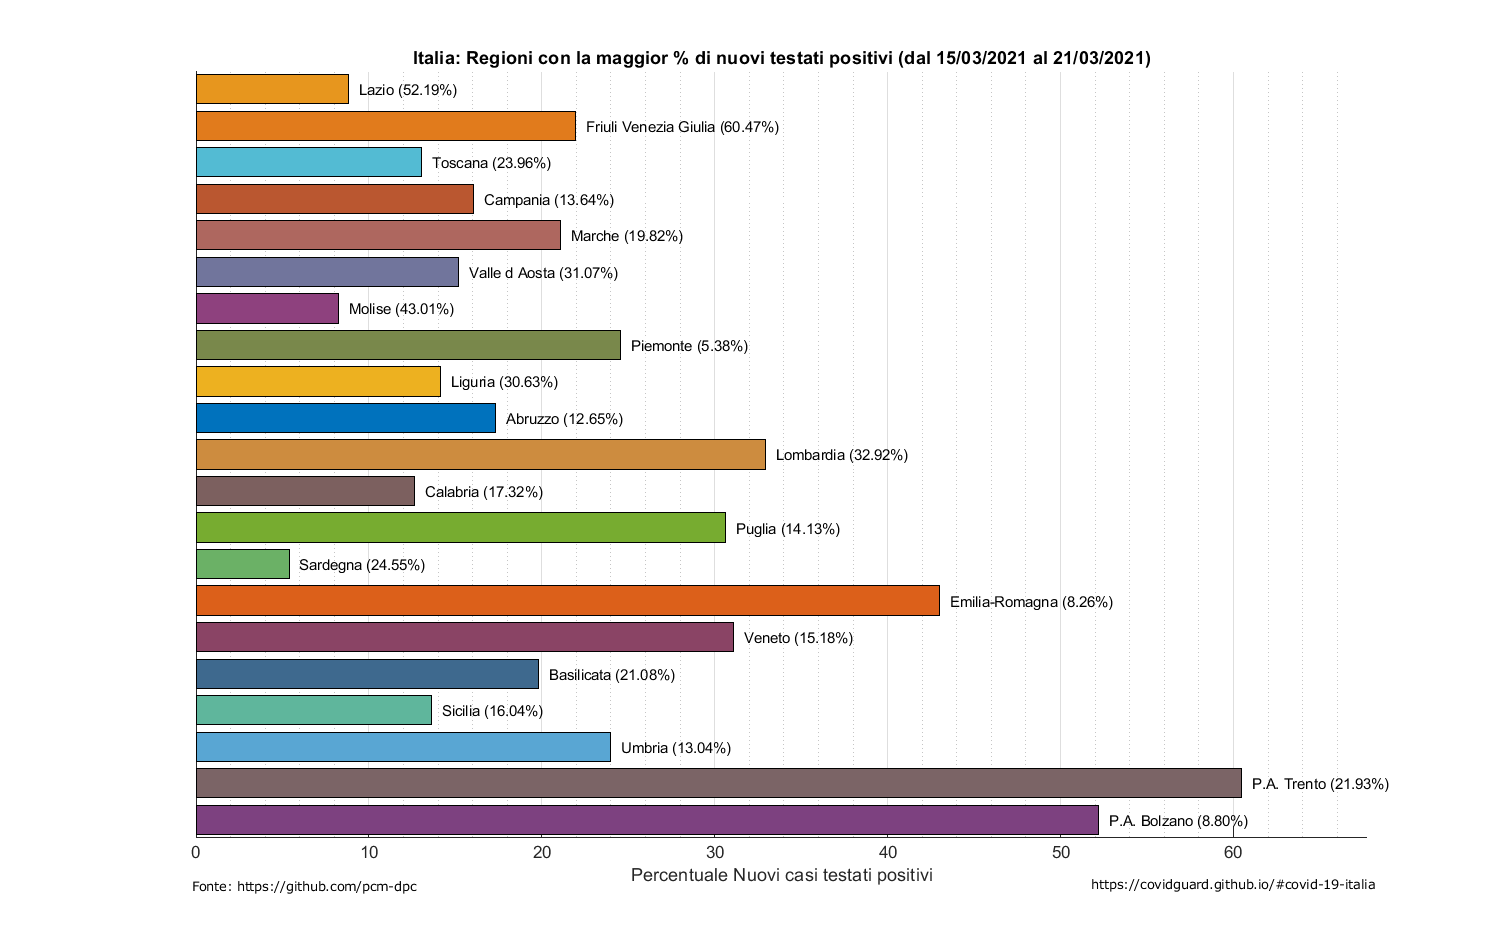 Italia: Regioni con la maggior % di nuovi testati positivi (dal 15/03/2021 al 21/03/2021)
Lazio (52.19%)
Friuli Venezia Giulia (60.47%)
Toscana (23.96%)
Campania (13.64%)
Marche (19.82%)
Valle d Aosta (31.07%)
Molise (43.01%)
Piemonte (5.38%)
Liguria (30.63%)
Abruzzo (12.65%)
Lombardia (32.92%)
Calabria (17.32%)
Puglia (14.13%)
Sardegna (24.55%)
Emilia-Romagna (8.26%)
Veneto (15.18%)
Basilicata (21.08%)
Sicilia (16.04%)
Umbria (13.04%)
P.A. Trento (21.93%)
P.A. Bolzano (8.80%)
0 10 20 30 40 50 60
Percentuale Nuovi casi testati positivi
Fonte: https://github.com/pcm-dpc
https://covidguard.github.io/#covid-19-italia